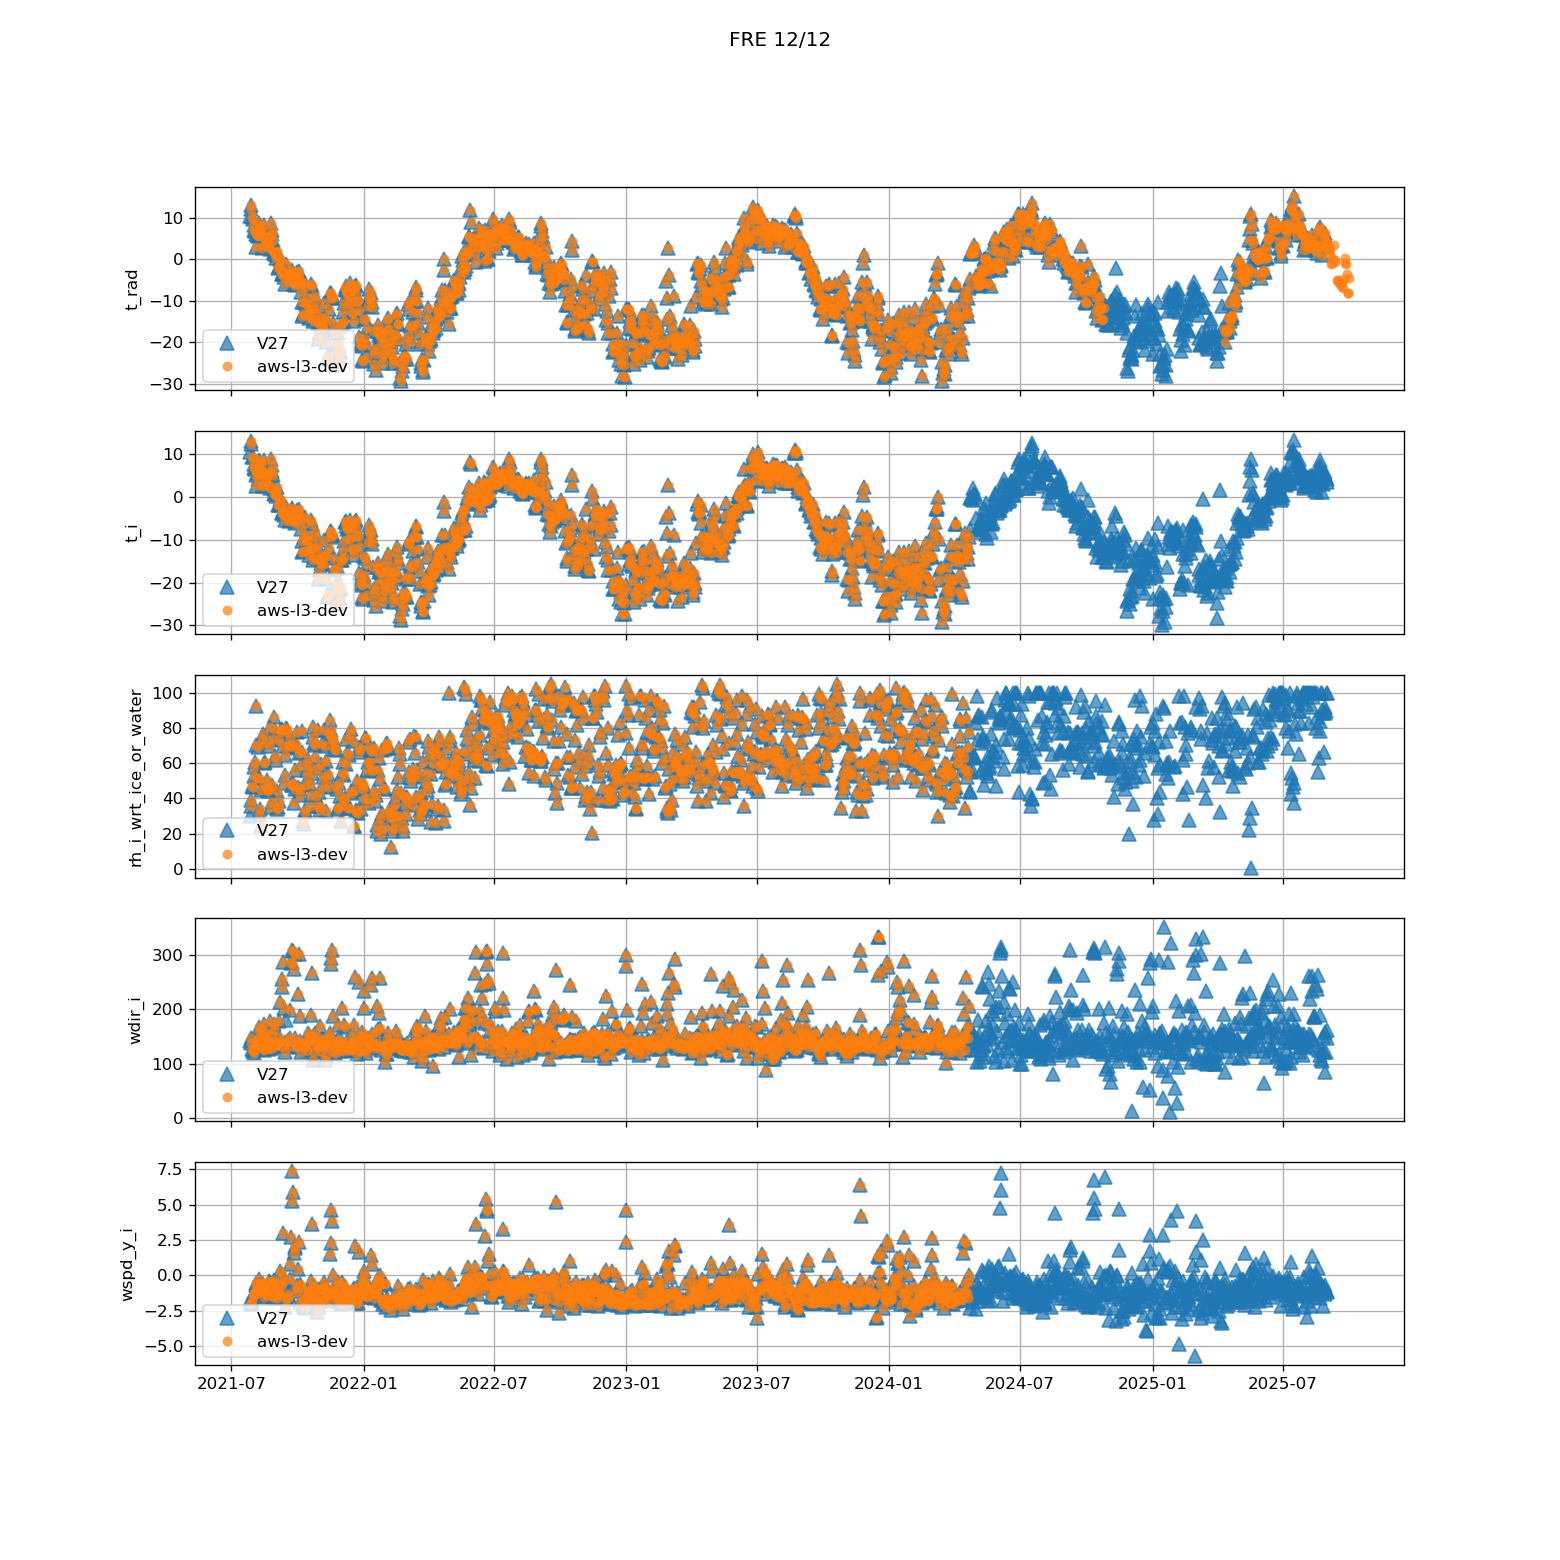 FRE 12/12
10
0
−10
−20
−30
t_rad
V27
aws-l3-dev
10
0
−10
−20
−30
t_i
V27
aws-l3-dev
100
80
60
40
20
0
rh_i_wrt_ice_or_water
V27
aws-l3-dev
300
200
100
0
wdir_i
V27
aws-l3-dev
7.5
5.0
2.5
0.0
−2.5
−5.0
wspd_y_i
V27
aws-l3-dev
2021-07 2022-01 2022-07 2023-01 2023-07 2024-01 2024-07 2025-01 2025-07